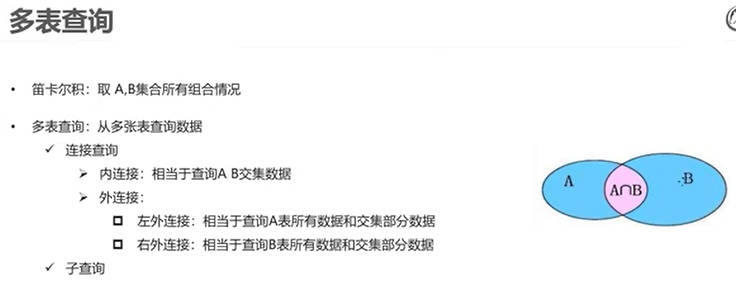 多表查询
• 笛卡尔积：取 A,B集合所有组合情况
• 多表查询：从多张表查询数据
✓ 连接查询
➢ 内连接：相当于查询A B交集数据
➢ 外连接：
❑ 左外连接：相当于查询A表所有数据和交集部分数据
❑ 右外连接：相当于查询B表所有数据和交集部分数据
✓ 子查询
A
A∩B
B